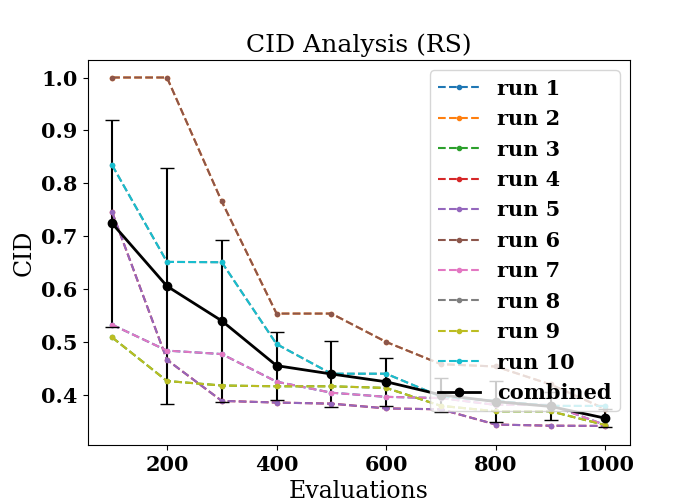 CID Analysis (RS)
CID
1.0
0.9
0.8
0.7
0.6
0.5
0.4
run 1
run 2
run 3
run 4
run 5
run 6
run 7
run 8
run 9
run 10
combined
200 400 600 800 1000
Evaluations